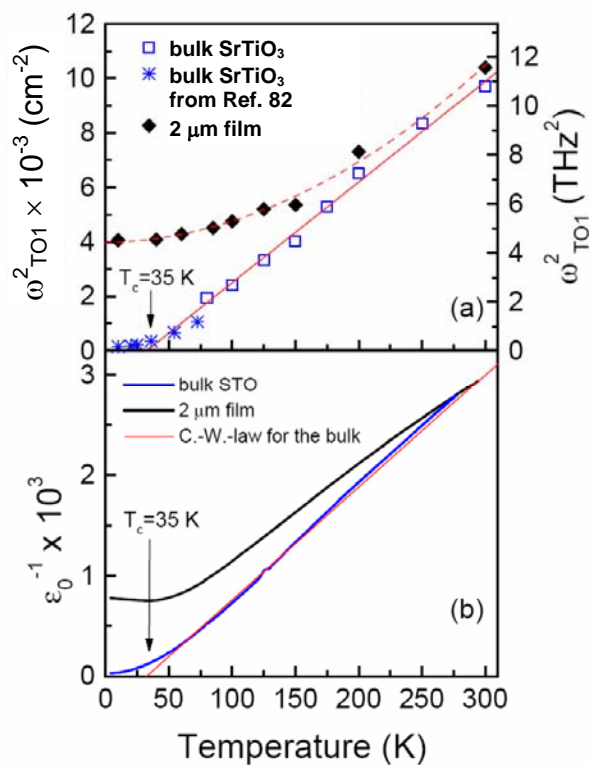 12
10
8
6
4
2
0
ω²TO1 × 10⁻³ (cm⁻²)
bulk SrTiO₃
bulk SrTiO₃
from Ref. 82
2 μm film
T_c=35 K
(a)
12
10
8
6
4
2
0
ω²TO1 (THz²)
3
2
1
0
ε₀⁻¹ x 10³
bulk STO
2 μm film
C.-W.-law for the bulk
T_c=35 K
(b)
0 50 100 150 200 250 300
Temperature (K)